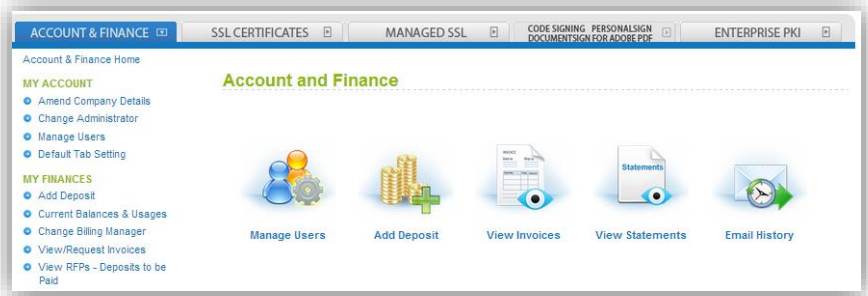 ACCOUNT & FINANCE
SSL CERTIFICATES
MANAGED SSL
CODE SIGNING PERSONALSIGN
DOCUMENTSIGN FOR ADOBE PDF
ENTERPRISE PKI
Account & Finance Home
MY ACCOUNT
Amend Company Details
Change Administrator
Manage Users
Default Tab Setting
MY FINANCES
Add Deposit
Current Balances & Usages
Change Billing Manager
View/Request Invoices
View RFPs - Deposits to be
Paid
Account and Finance
INVOICE
Statements
Manage Users
Add Deposit
View Invoices
View Statements
Email History